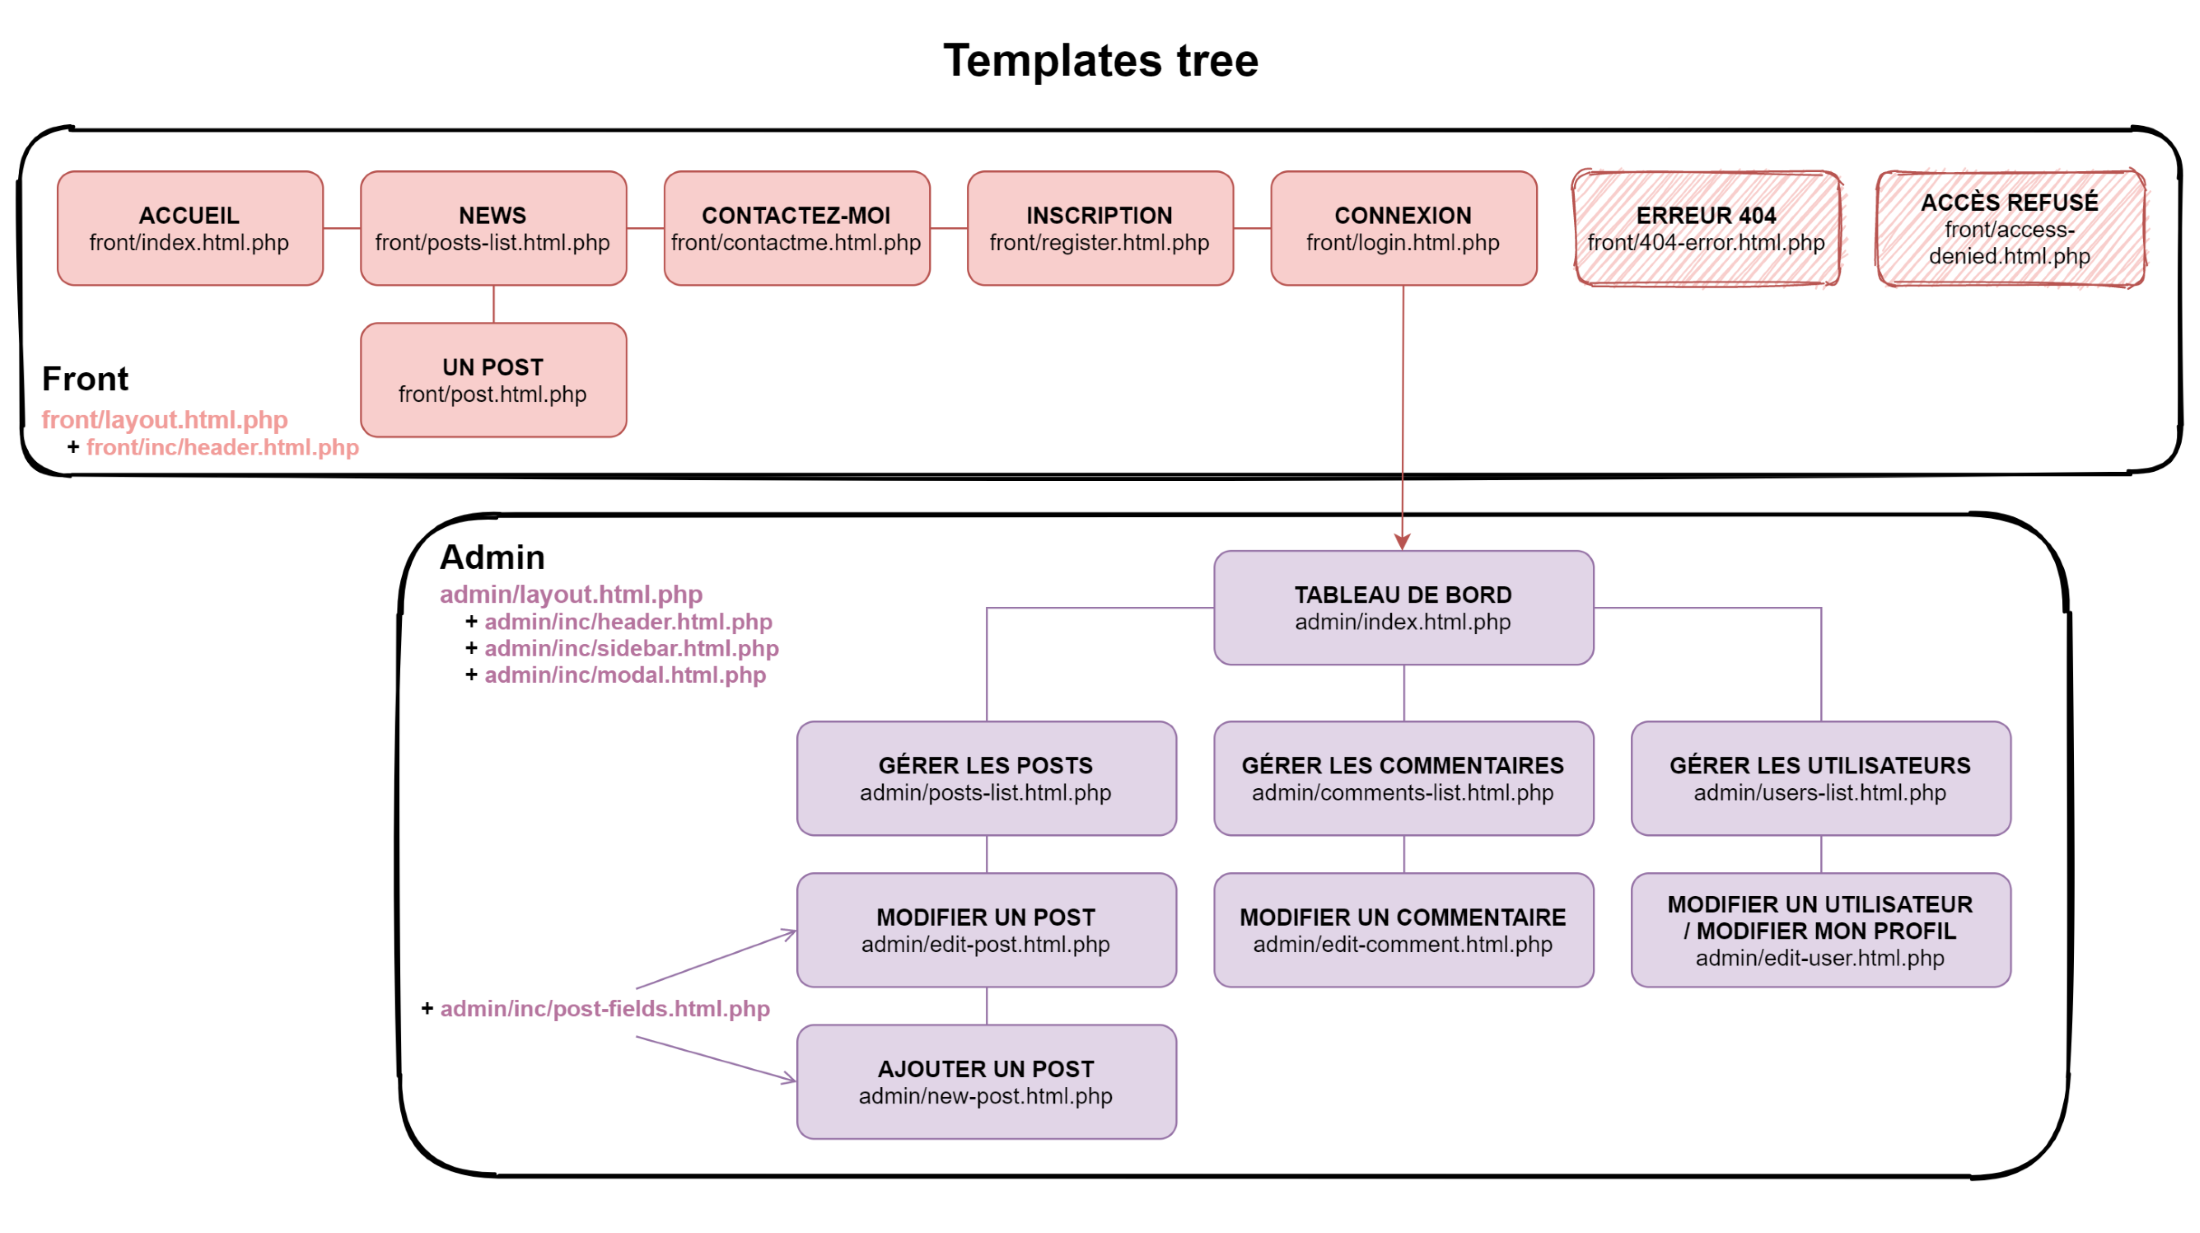 Templates tree
ACCUEIL
front/index.html.php
NEWS
front/posts-list.html.php
CONTACTEZ-MOI
front/contactme.html.php
INSCRIPTION
front/register.html.php
CONNEXION
front/login.html.php
ERREUR 404
front/404-error.html.php
ACCÈS REFUSÉ
front/access-
denied.html.php
UN POST
front/post.html.php
Front
front/layout.html.php
+ front/inc/header.html.php
Admin
admin/layout.html.php
+ admin/inc/header.html.php
+ admin/inc/sidebar.html.php
+ admin/inc/modal.html.php
TABLEAU DE BORD
admin/index.html.php
GÉRER LES POSTS
admin/posts-list.html.php
GÉRER LES COMMENTAIRES
admin/comments-list.html.php
GÉRER LES UTILISATEURS
admin/users-list.html.php
MODIFIER UN POST
admin/edit-post.html.php
MODIFIER UN COMMENTAIRE
admin/edit-comment.html.php
MODIFIER UN UTILISATEUR
/ MODIFIER MON PROFIL
admin/edit-user.html.php
+ admin/inc/post-fields.html.php
AJOUTER UN POST
admin/new-post.html.php